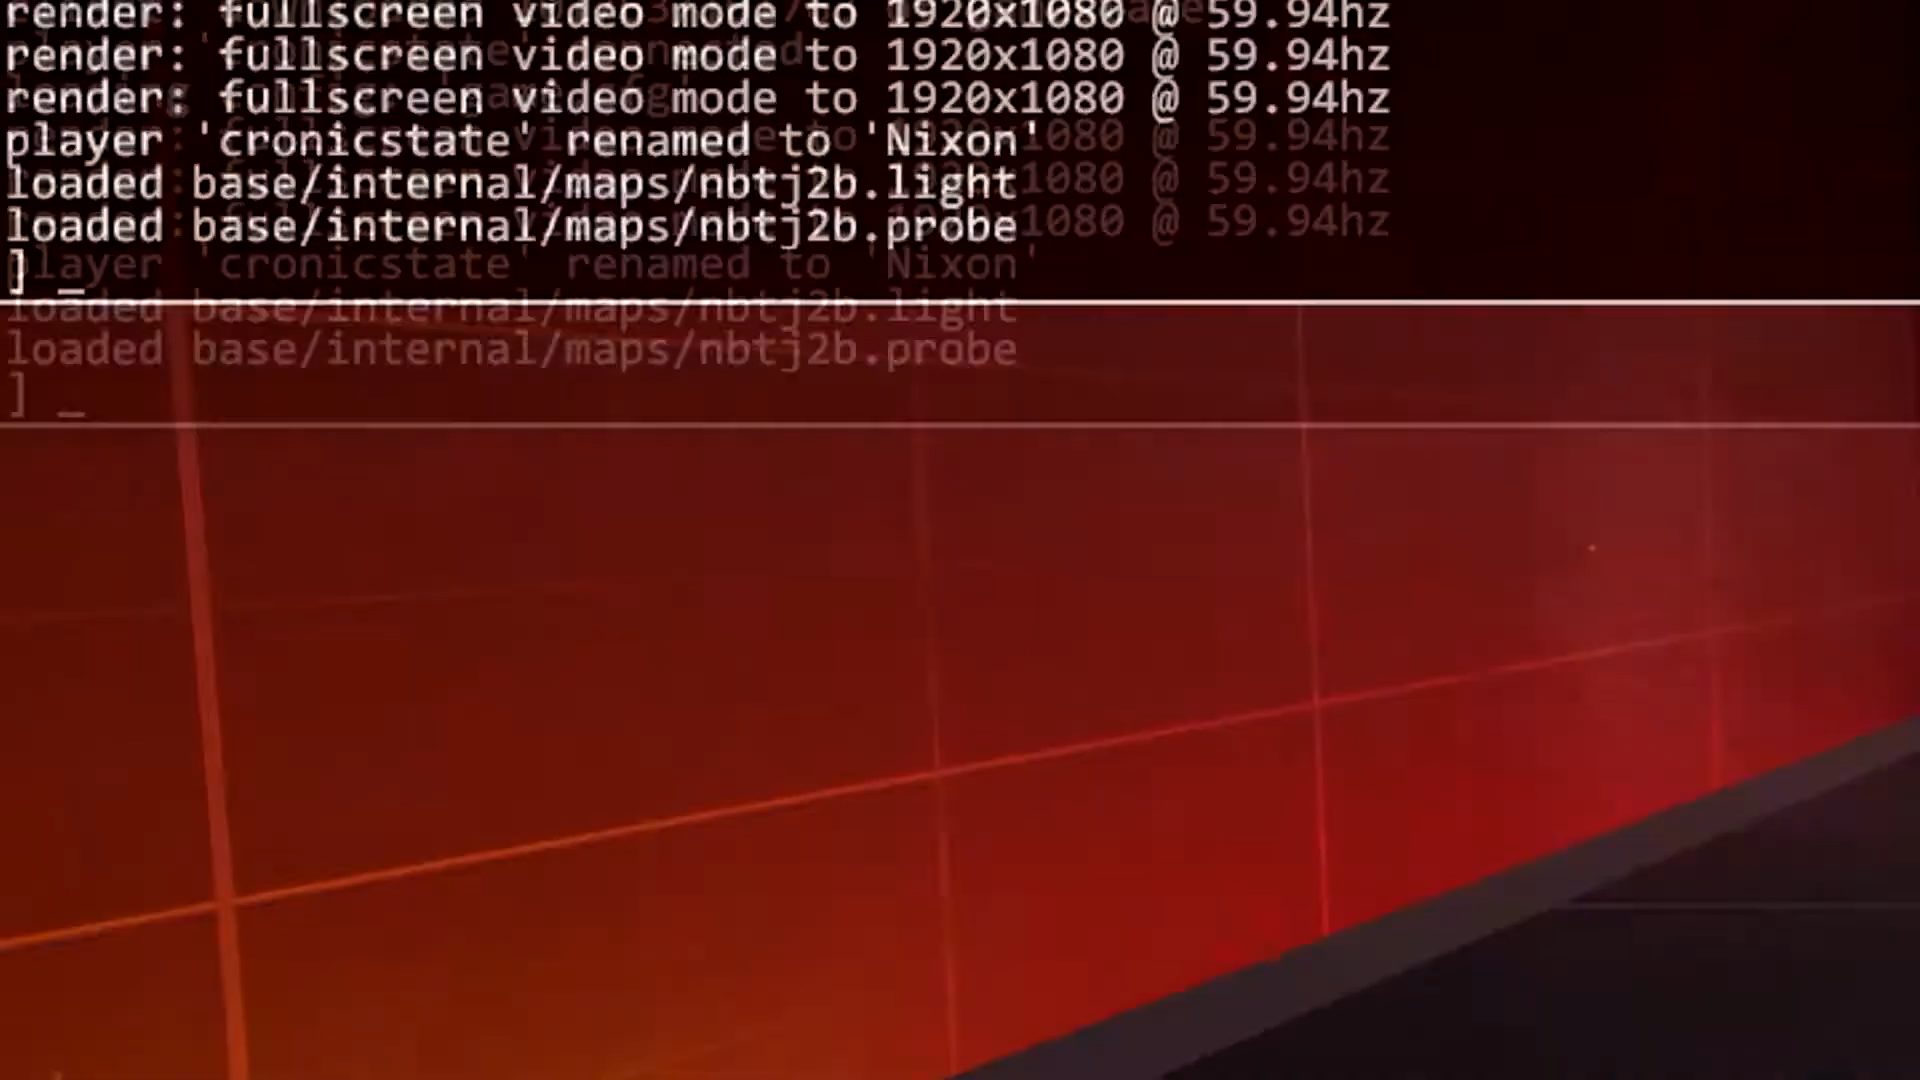 render: fullscreen video mode to 1920x1080 @ 59.94hz
render: fullscreen video mode to 1920x1080 @ 59.94hz
render: fullscreen video mode to 1920x1080 @ 59.94hz
player 'cronicstate' renamed to 'Nixon'
loaded base/internal/maps/nbtj2b.light
loaded base/internal/maps/nbtj2b.probe
] _
player 'cronicstate' renamed to 'Nixon'
loaded base/internal/maps/nbtj2b.light
loaded base/internal/maps/nbtj2b.probe
] _